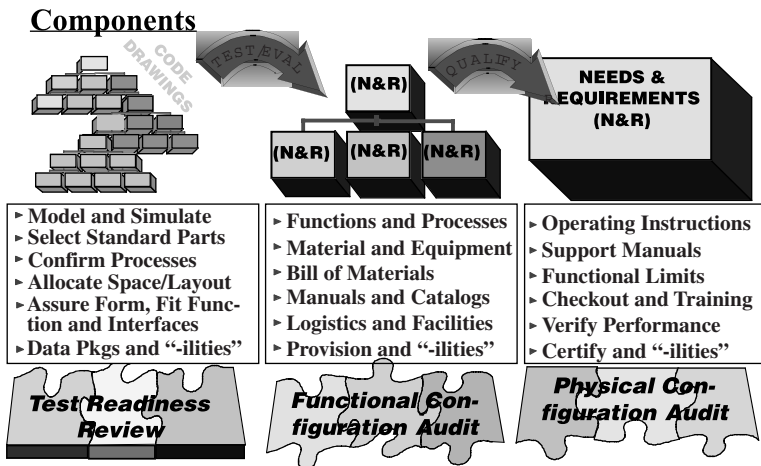 Components
CODE
DRAWINGS
TEST/EVAL
QUALIFY
(N&R)
(N&R)
(N&R)
(N&R)
NEEDS &
REQUIREMENTS
(N&R)
Model and Simulate
Select Standard Parts
Confirm Processes
Allocate Space/Layout
Assure Form, Fit Func-
tion and Interfaces
Data Pkgs and “-ilities”
Functions and Processes
Material and Equipment
Bill of Materials
Manuals and Catalogs
Logistics and Facilities
Provision and “-ilities”
Operating Instructions
Support Manuals
Functional Limits
Checkout and Training
Verify Performance
Certify and “-ilities”
Test Readiness
Review
Functional Con-
figuration Audit
Physical Con-
figuration Audit